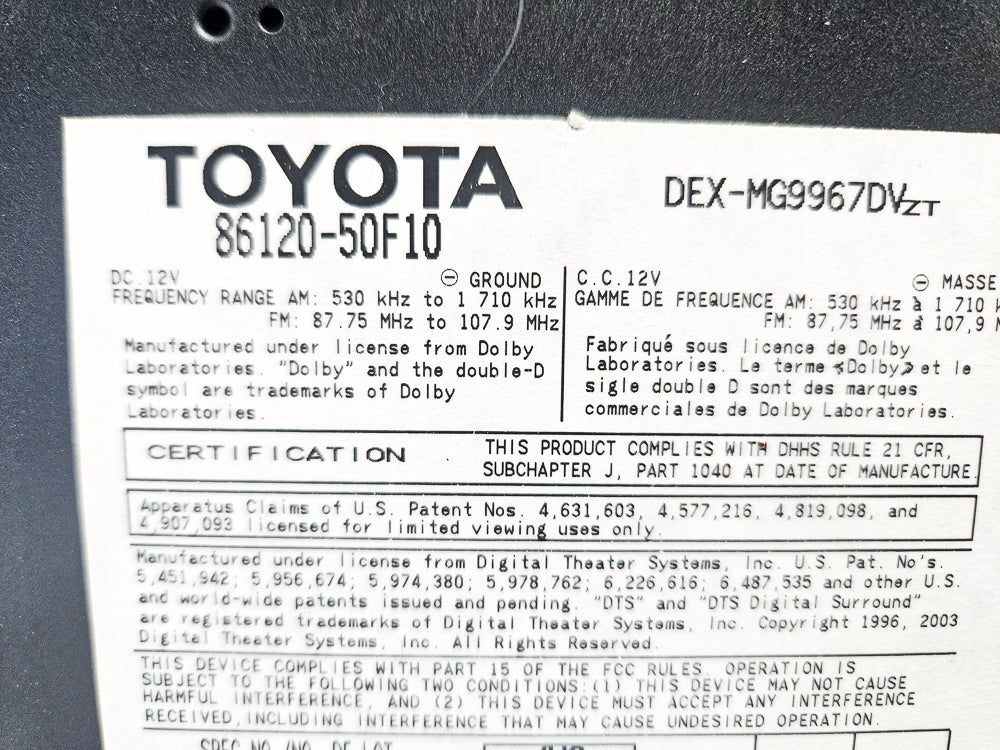 TOYOTA
86120-50F10
DEX-MG9967DVZT
DC.12V ⊖ GROUND
FREQUENCY RANGE AM: 530 kHz to 1 710 kHz
FM: 87.75 MHz to 107.9 MHz
Manufactured under license from Dolby
Laboratories. "Dolby" and the double-D
symbol are trademarks of Dolby
Laboratories.
C.C.12V ⊖ MASSE
GAMME DE FREQUENCE AM: 530 kHz à 1 710 k
FM: 87,75 MHz à 107,9 M
Fabriqué sous licence de Dolby
Laboratories. Le terme «Dolby» et le
sigle double D sont des marques
commerciales de Dolby Laboratories.
CERTIFICATION
THIS PRODUCT COMPLIES WITH DHHS RULE 21 CFR,
SUBCHAPTER J, PART 1040 AT DATE OF MANUFACTURE.
Apparatus Claims of U.S. Patent Nos. 4,631,603, 4,577,216, 4,819,098, and
4,907,093 licensed for limited viewing uses only.
Manufactured under license from Digital Theater Systems, Inc. U.S. Pat. No's.
5,451,942; 5,956,674; 5,974,380; 5,978,762; 6,226,616; 6,487,535 and other U.S.
and world-wide patents issued and pending. "DTS" and "DTS Digital Surround"
are registered trademarks of Digital Theater Systems, Inc. Copyright 1996, 2003
Digital Theater Systems, Inc. All Rights Reserved.
THIS DEVICE COMPLIES WITH PART 15 OF THE FCC RULES. OPERATION IS
SUBJECT TO THE FOLLOWING TWO CONDITIONS:(1) THIS DEVICE MAY NOT CAUSE
HARMFUL INTERFERENCE, AND (2) THIS DEVICE MUST ACCEPT ANY INTERFERENCE
RECEIVED, INCLUDING INTERFERENCE THAT MAY CAUSE UNDESIRED OPERATION.
SPEC.NO./NO. DE LOT